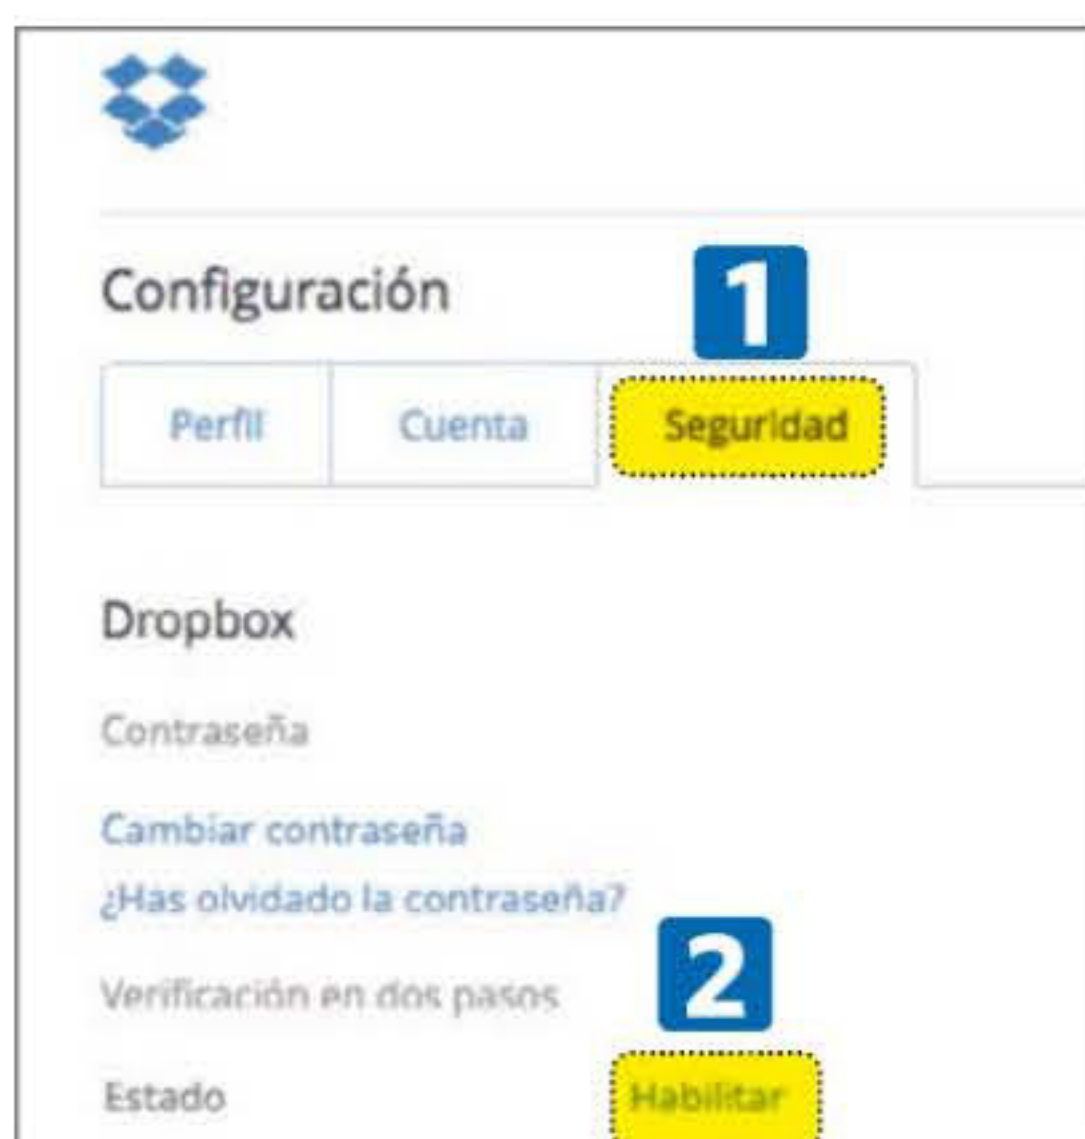 Configuración
1
Perfil Cuenta Seguridad
Dropbox
Contraseña
Cambiar contraseña
¿Has olvidado la contraseña?
2
Verificación en dos pasos
Estado Habilitar